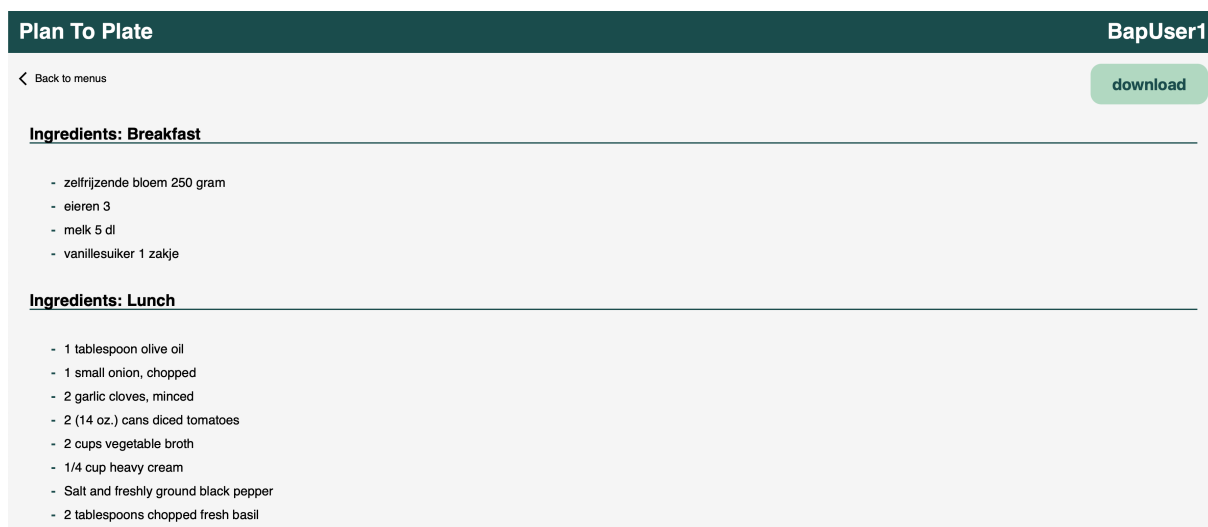 Plan To Plate
BapUser1
Back to menus
download
Ingredients: Breakfast
- zelfrijzende bloem 250 gram
- eieren 3
- melk 5 dl
- vanillesuiker 1 zakje
Ingredients: Lunch
- 1 tablespoon olive oil
- 1 small onion, chopped
- 2 garlic cloves, minced
- 2 (14 oz.) cans diced tomatoes
- 2 cups vegetable broth
- 1/4 cup heavy cream
- Salt and freshly ground black pepper
- 2 tablespoons chopped fresh basil